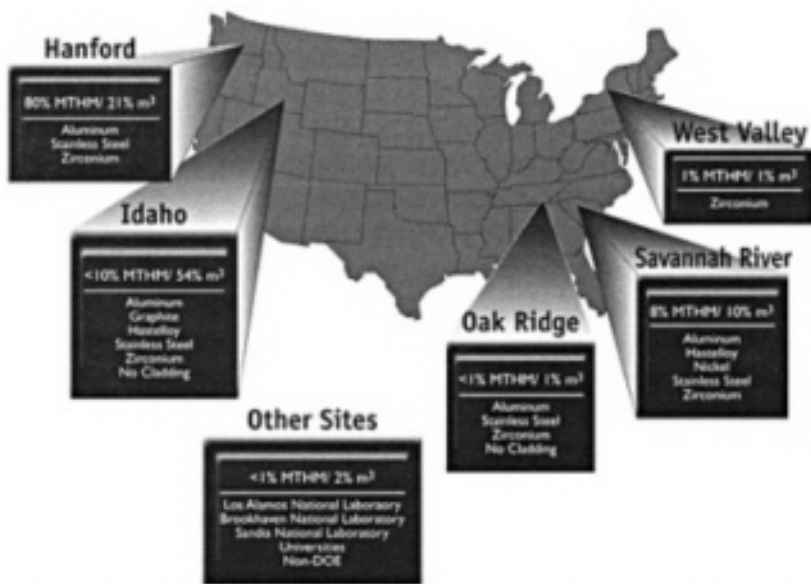 Hanford
80% MTHM/ 21% m³
Aluminum
Stainless Steel
Zirconium
Idaho
<10% MTHM/ 54% m³
Aluminum
Graphite
Hastelloy
Stainless Steel
Zirconium
No Cladding
Other Sites
<1% MTHM/ 2% m³
Los Alamos National Laboratory
Brookhaven National Laboratory
Sandia National Laboratory
Universities
Non-DOE
Oak Ridge
<1% MTHM/ 1% m³
Aluminum
Stainless Steel
Zirconium
No Cladding
West Valley
1% MTHM/ 1% m³
Zirconium
Savannah River
8% MTHM/ 10% m³
Aluminum
Hastelloy
Nickel
Stainless Steel
Zirconium